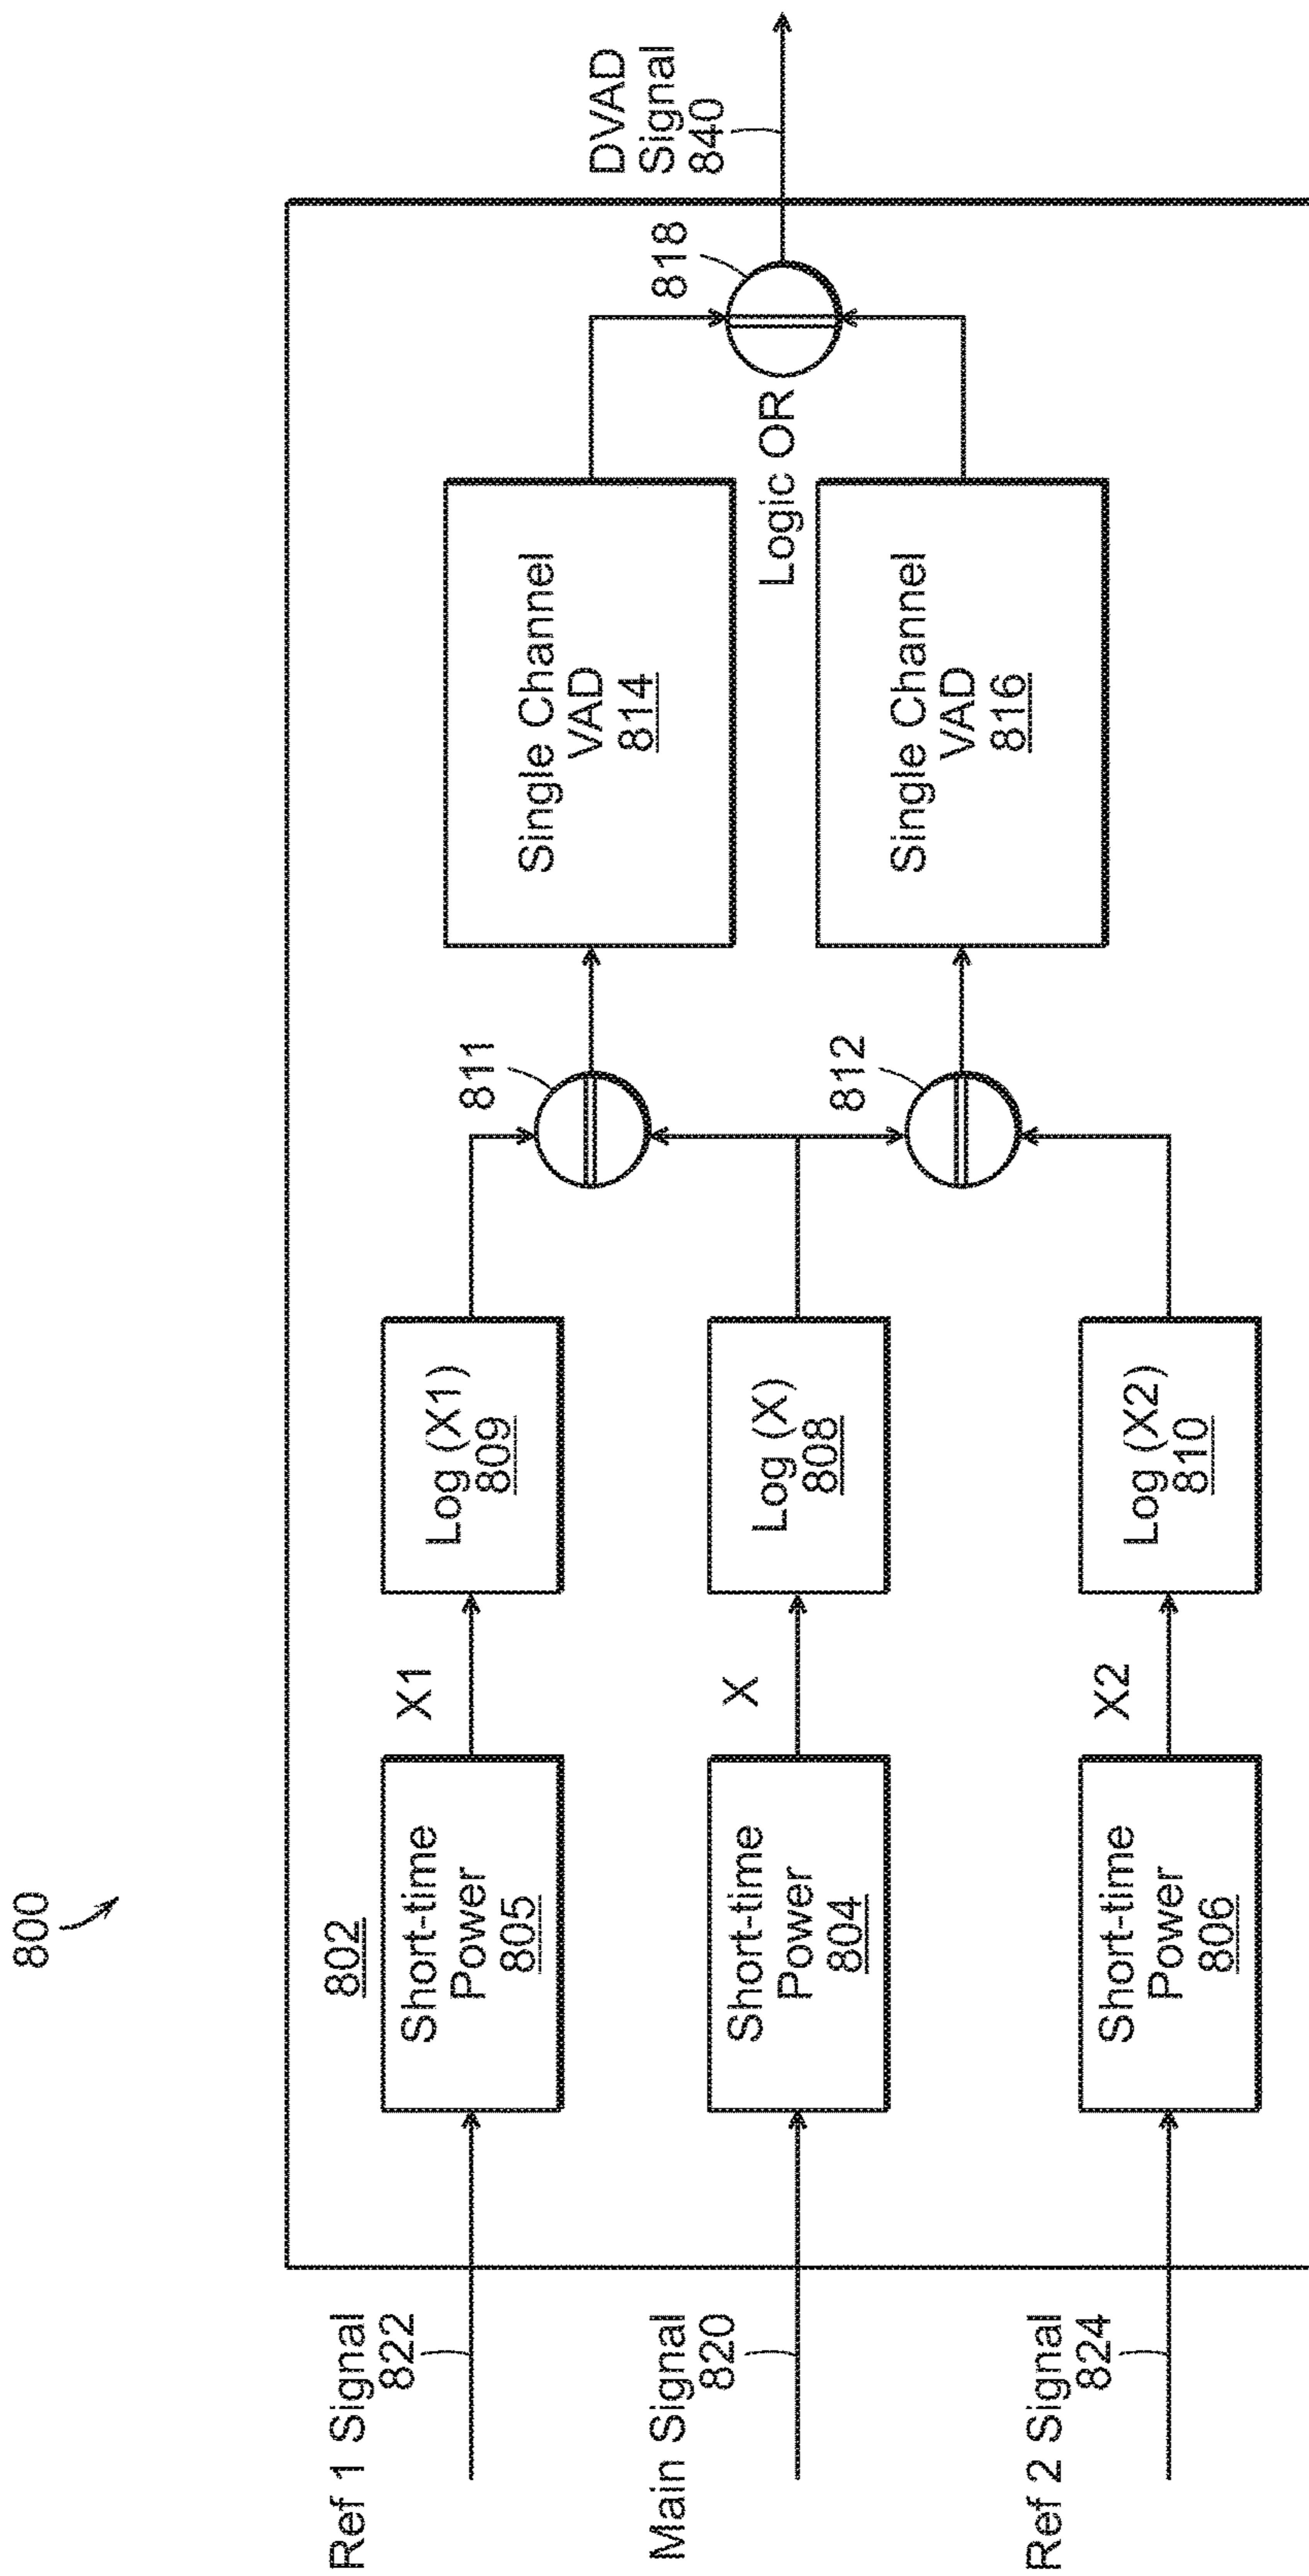 800
802
Ref 1 Signal
822
Short-time
Power
805
X1
Log (X1)
809
811
Single Channel
VAD
814
Main Signal
820
Short-time
Power
804
X
Log (X)
808
Logic OR
818
DVAD
Signal
840
Ref 2 Signal
824
Short-time
Power
806
X2
Log (X2)
810
812
Single Channel
VAD
816